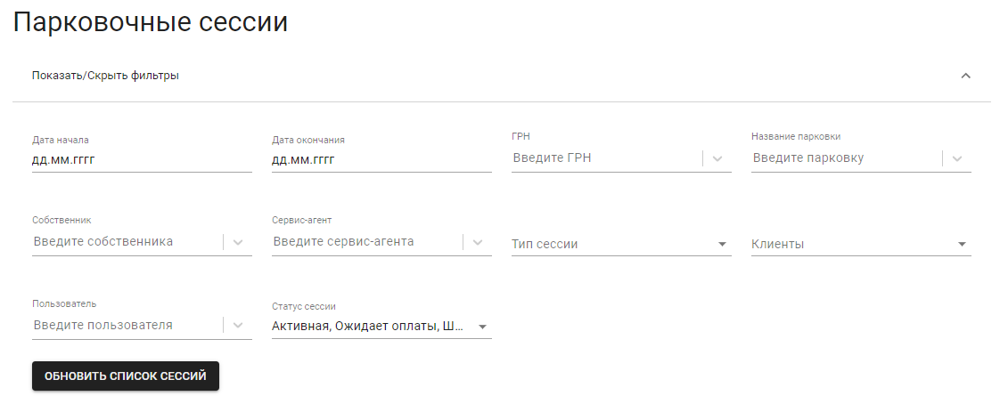 Парковочные сессии
Показать/Скрыть фильтры
Дата начала
ДД.ММ.ГГГГ
Дата окончания
ДД.ММ.ГГГГ
ГРН
Введите ГРН
Название парковки
Введите парковку
Собственник
Введите собственника
Сервис-агент
Введите сервис-агента
Тип сессии
Клиенты
Пользователь
Введите пользователя
Статус сессии
Активная, Ожидает оплаты, Ш...
ОБНОВИТЬ СПИСОК СЕССИЙ